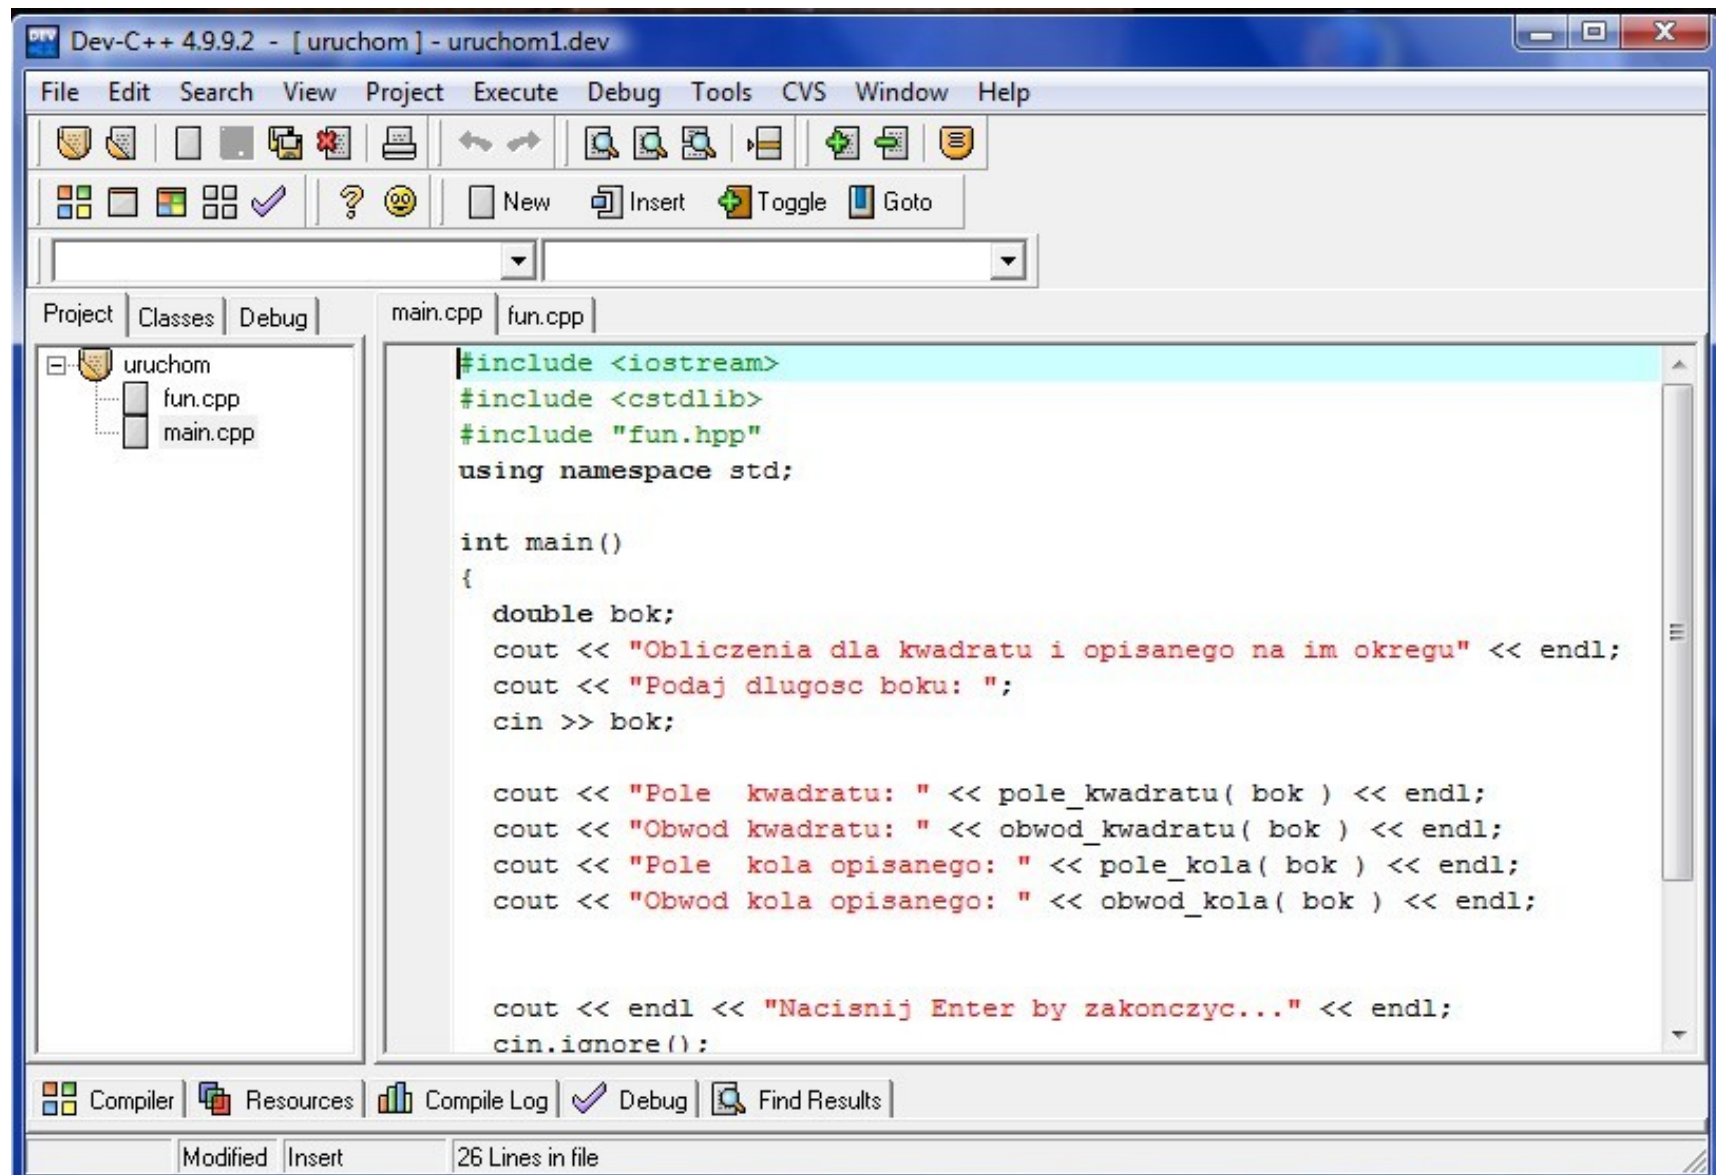 Dev-C++ 4.9.9.2 - [ uruchom ] - uruchom1.dev
File Edit Search View Project Execute Debug Tools CVS Window Help
New Insert Toggle Goto
Project Classes Debug
main.cpp fun.cpp
uruchom
fun.cpp
main.cpp
#include <iostream>
#include <cstdlib>
#include "fun.hpp"
using namespace std;
int main()
{
double bok;
cout << "Obliczenia dla kwadratu i opisanego na im okregu" << endl;
cout << "Podaj dlugosc boku: ";
cin >> bok;
cout << "Pole  kwadratu: " << pole_kwadratu( bok ) << endl;
cout << "Obwod kwadratu: " << obwod_kwadratu( bok ) << endl;
cout << "Pole  kola opisanego: " << pole_kola( bok ) << endl;
cout << "Obwod kola opisanego: " << obwod_kola( bok ) << endl;
cout << endl << "Nacisnij Enter by zakonczyc..." << endl;
cin.ignore();
Compiler Resources Compile Log Debug Find Results
Modified Insert 26 Lines in file